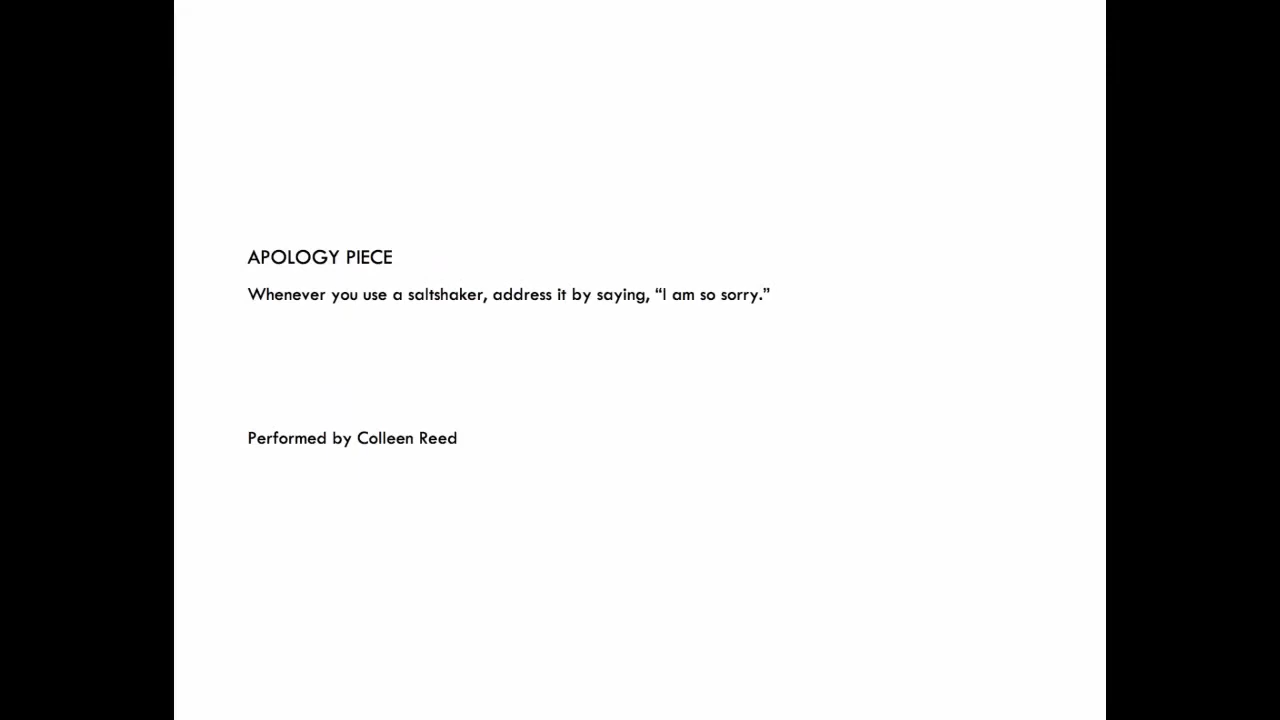 APOLOGY PIECE
Whenever you use a saltshaker, address it by saying, “I am so sorry.”
Performed by Colleen Reed